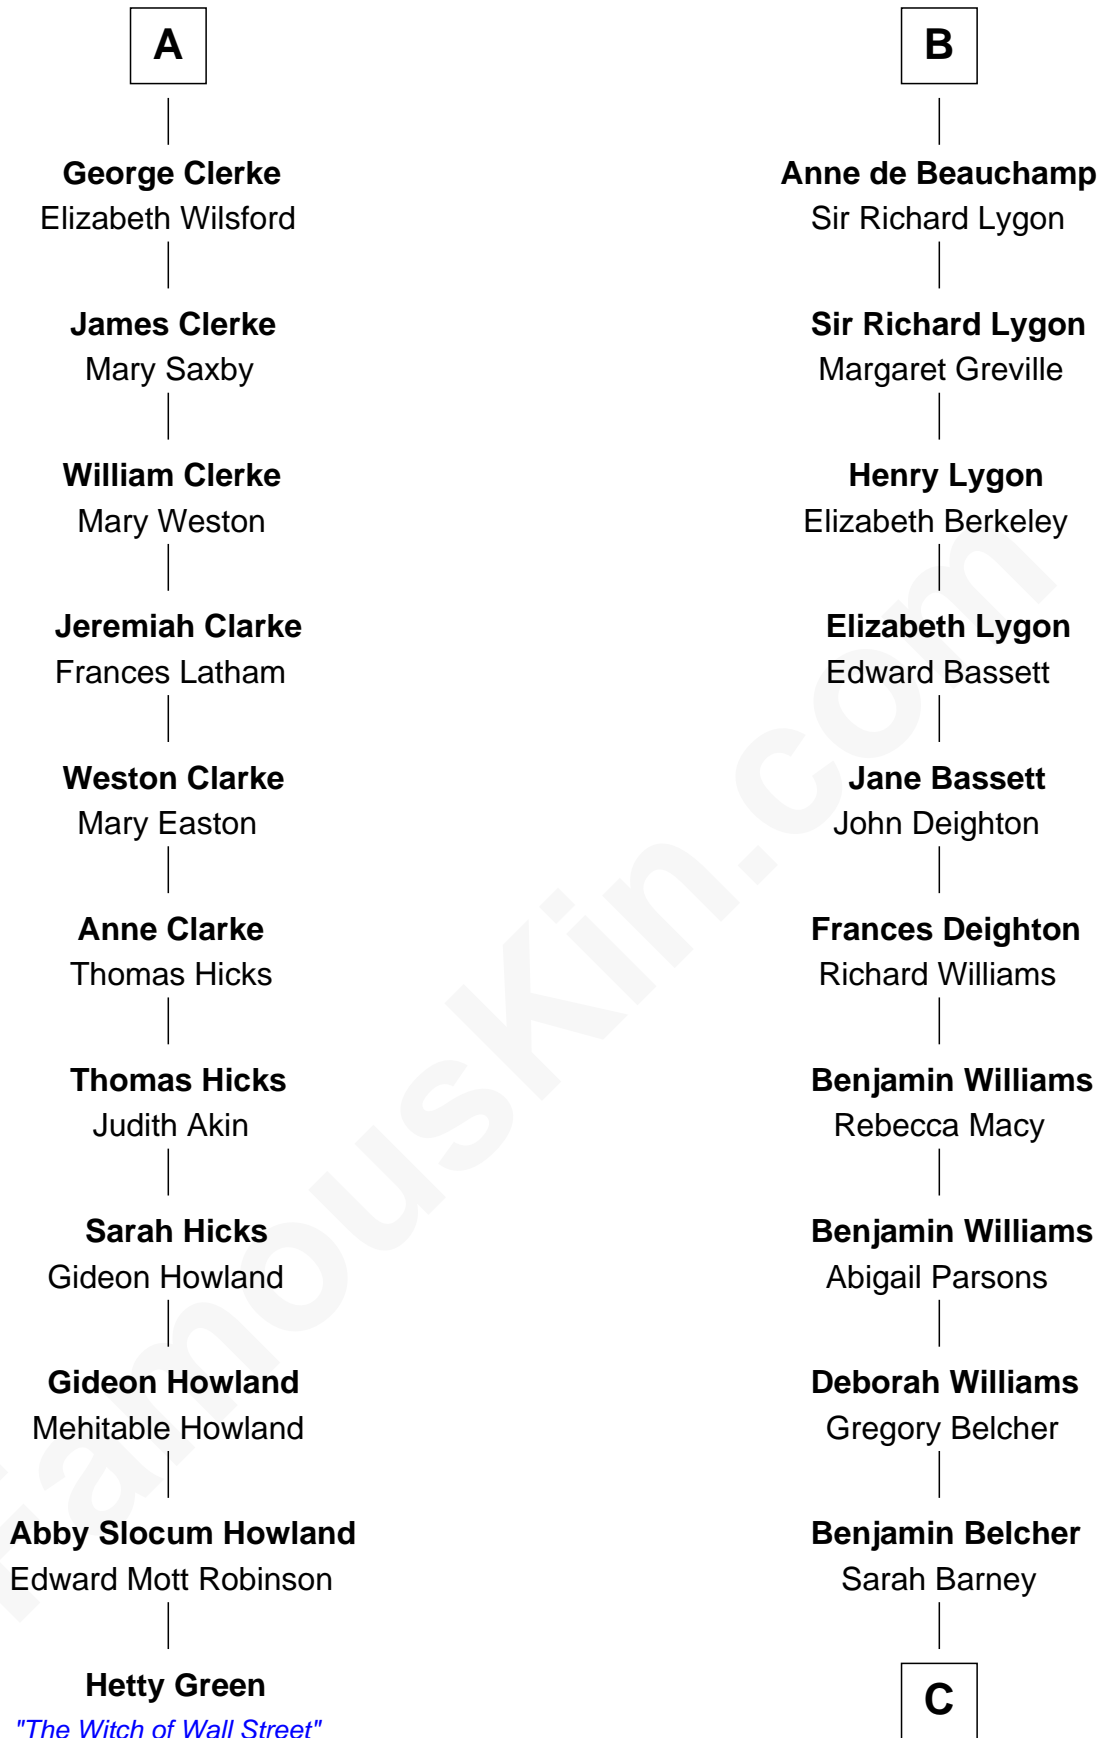 A
George Clerke
Elizabeth Wilsford
James Clerke
Mary Saxby
William Clerke
Mary Weston
Jeremiah Clarke
Frances Latham
Weston Clarke
Mary Easton
Anne Clarke
Thomas Hicks
Thomas Hicks
Judith Akin
Sarah Hicks
Gideon Howland
Gideon Howland
Mehitable Howland
Abby Slocum Howland
Edward Mott Robinson
Hetty Green
"The Witch of Wall Street"
B
Anne de Beauchamp
Sir Richard Lygon
Sir Richard Lygon
Margaret Greville
Henry Lygon
Elizabeth Berkeley
Elizabeth Lygon
Edward Bassett
Jane Bassett
John Deighton
Frances Deighton
Richard Williams
Benjamin Williams
Rebecca Macy
Benjamin Williams
Abigail Parsons
Deborah Williams
Gregory Belcher
Benjamin Belcher
Sarah Barney
C
FamousKin.com